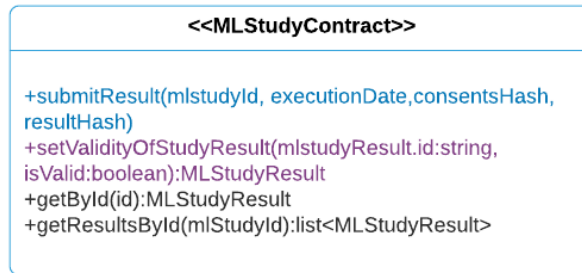 <<MLStudyContract>>
+submitResult(mlstudyId, executionDate,consentsHash,
resultHash)
+setValidityOfStudyResult(mlstudyResult.id:string,
isValid:boolean):MLStudyResult
+getById(id):MLStudyResult
+getResultsById(mlStudyId):list<MLStudyResult>